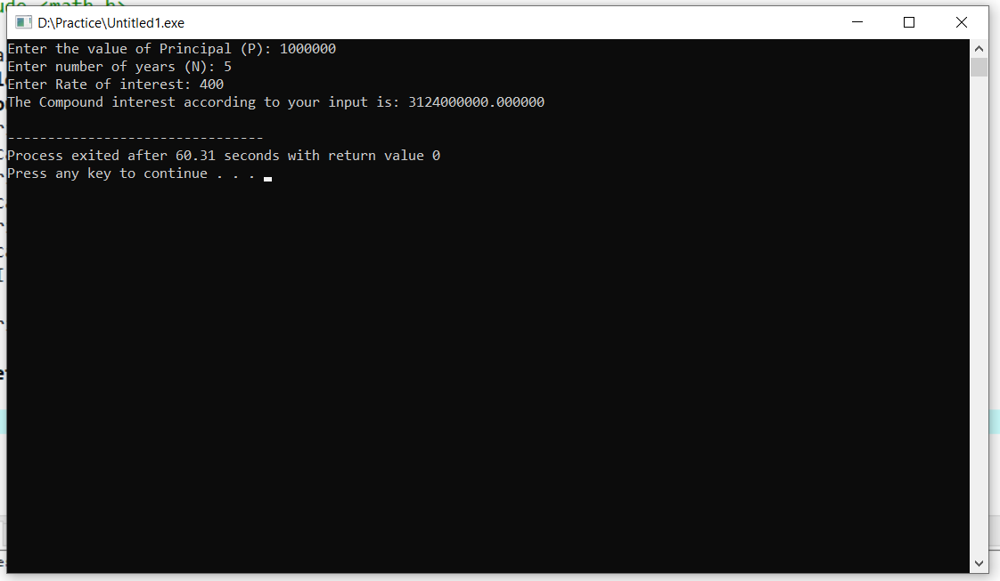 D:\Practice\Untitled1.exe
Enter the value of Principal (P): 1000000
Enter number of years (N): 5
Enter Rate of interest: 400
The Compound interest according to your input is: 3124000000.000000
--------------------------------
Process exited after 60.31 seconds with return value 0
Press any key to continue . . .